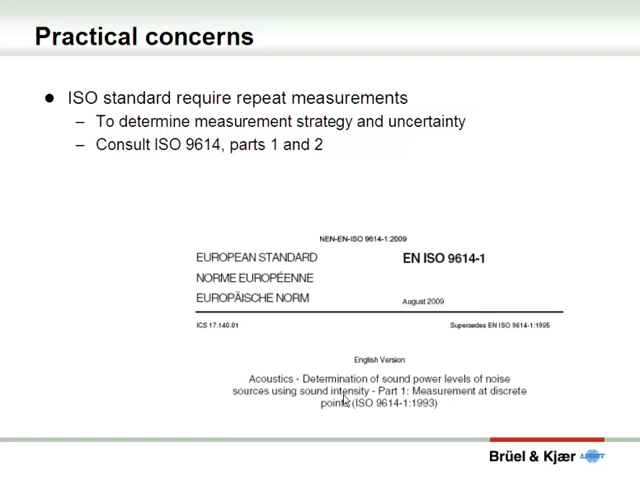 Practical concerns
● ISO standard require repeat measurements
– To determine measurement strategy and uncertainty
– Consult ISO 9614, parts 1 and 2
NEN-EN-ISO 9614-1:2009
EUROPEAN STANDARD EN ISO 9614-1
NORME EUROPÉENNE
EUROPÄISCHE NORM August 2009
ICS 17.140.01 Supersedes EN ISO 9614-1:1995
English Version
Acoustics - Determination of sound power levels of noise
sources using sound intensity - Part 1: Measurement at discrete
points (ISO 9614-1:1993)
Brüel & Kjær